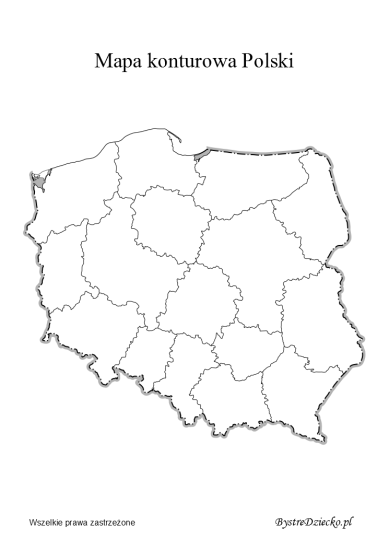 Mapa konturowa Polski
Wszelkie prawa zastrzeżone
BystreDziecko.pl